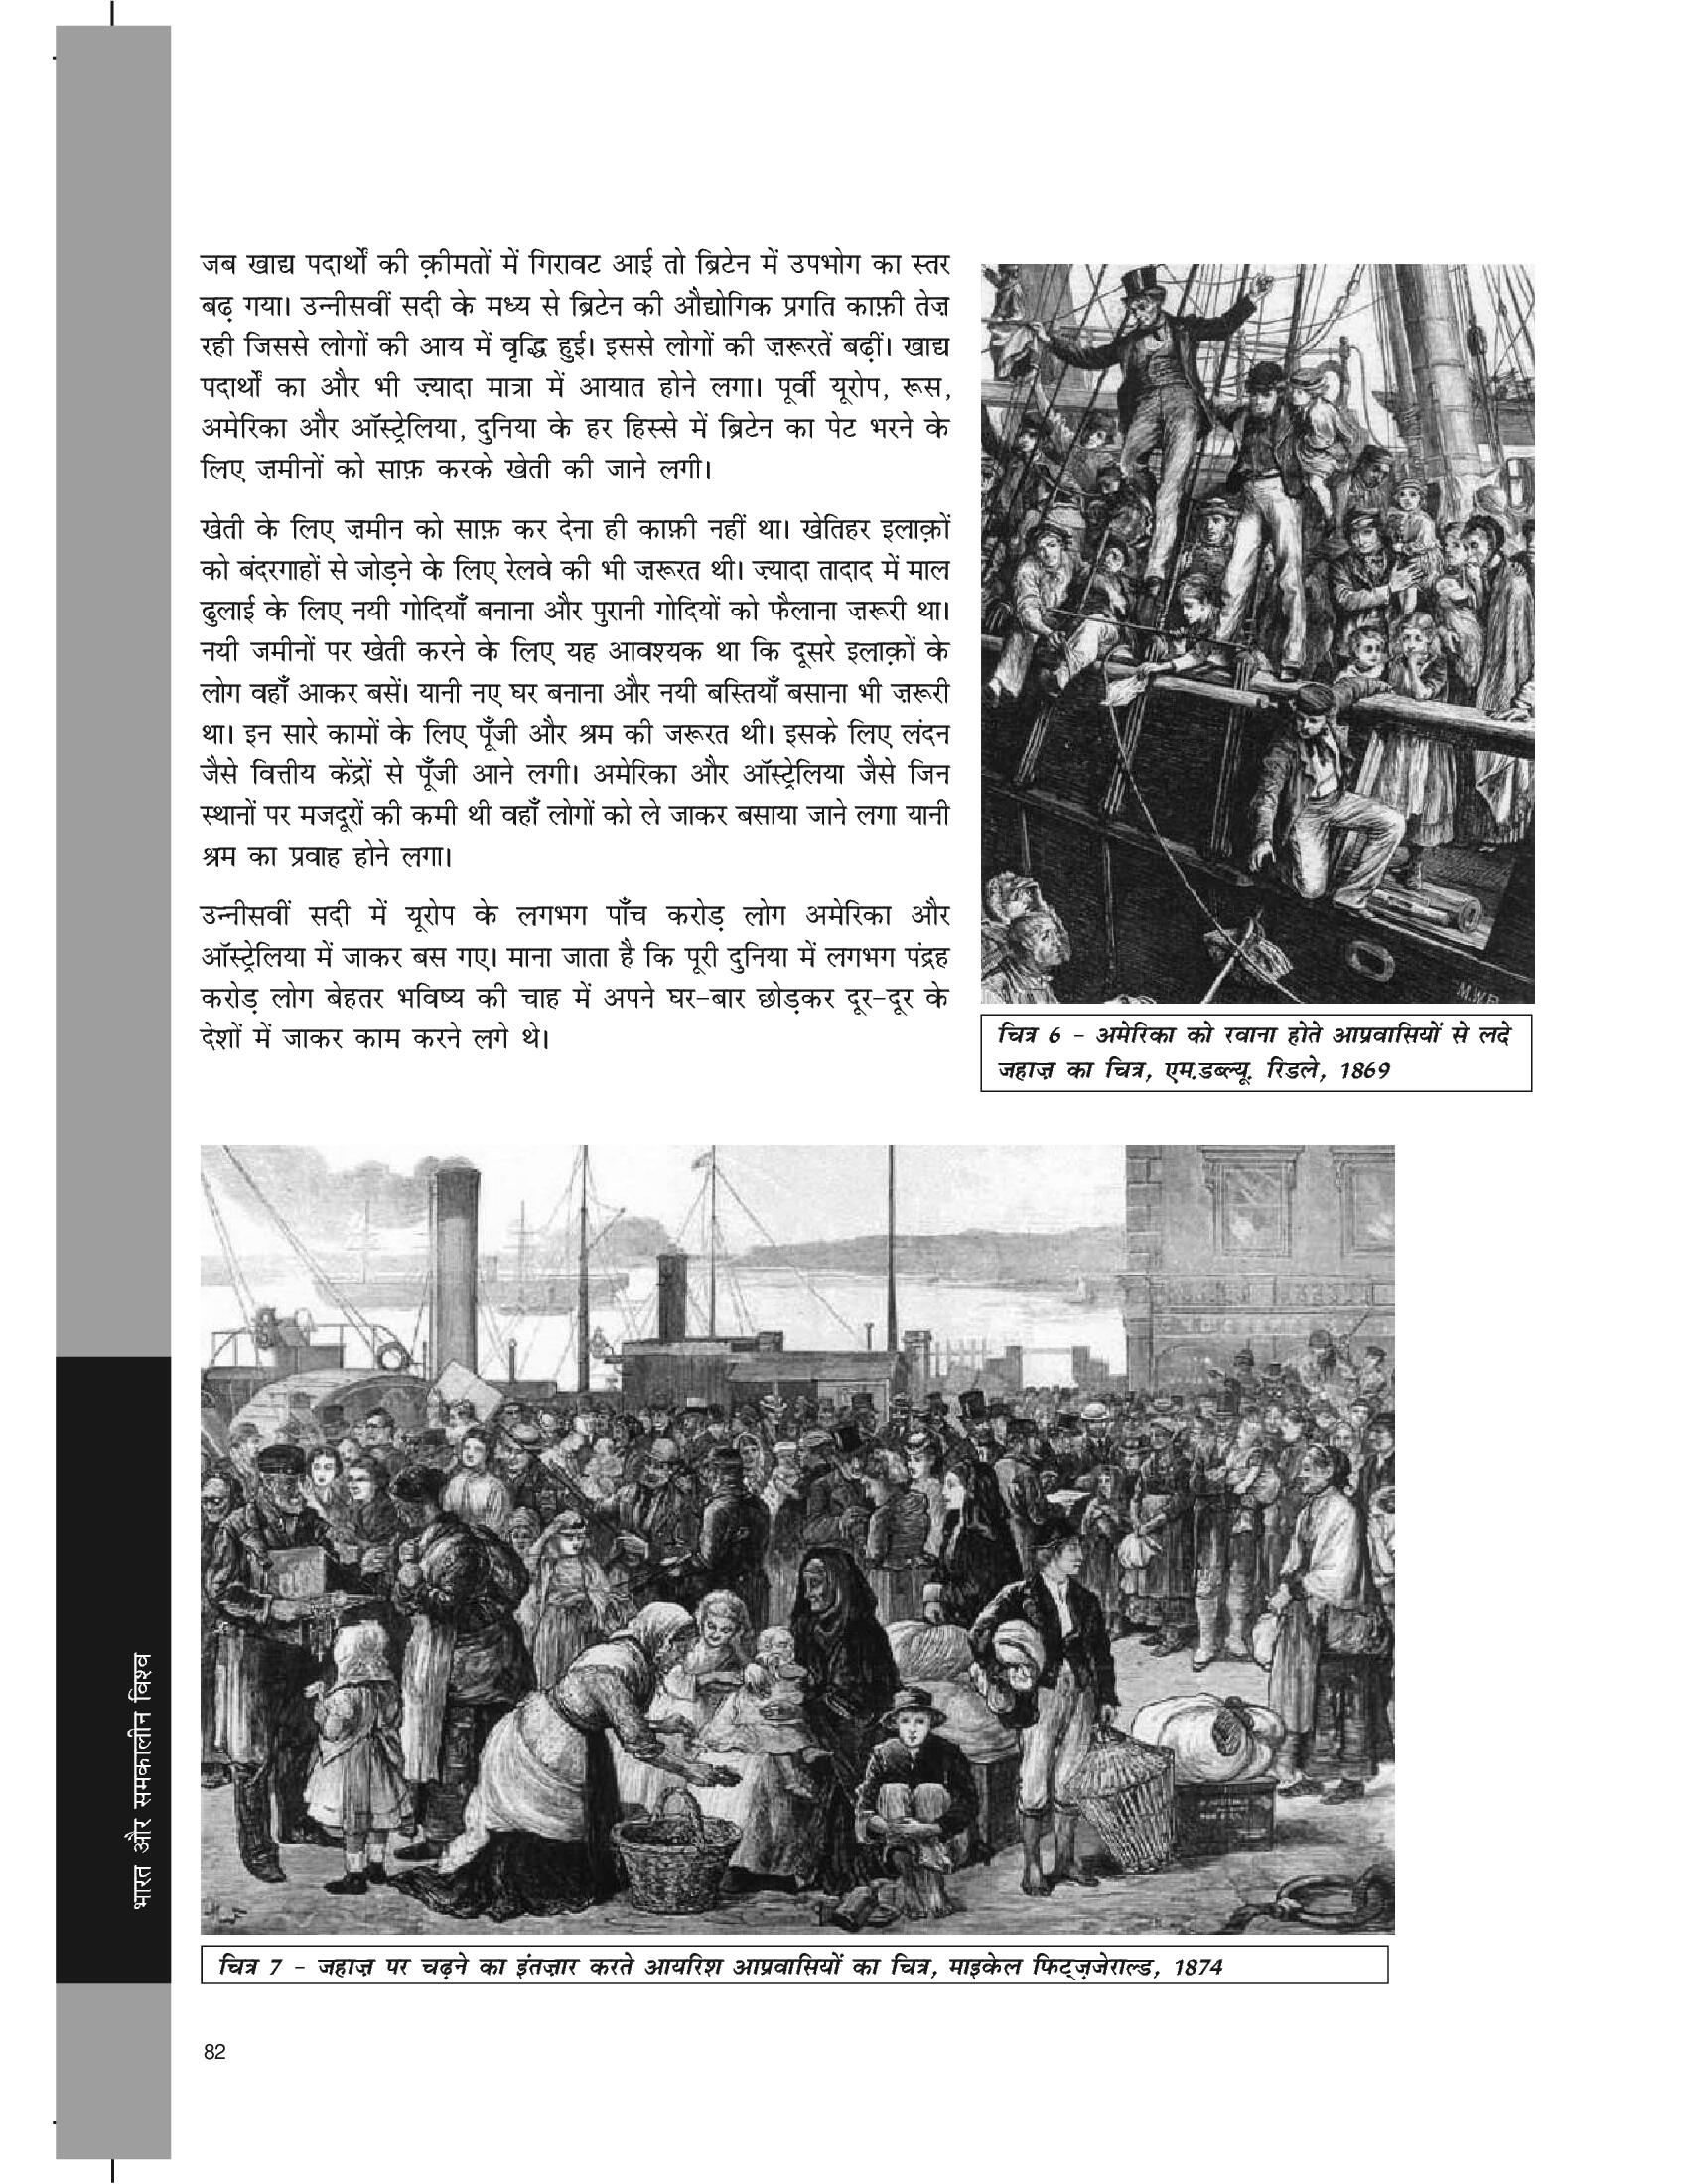 जब खाद्य पदार्थों की क़ीमतों में गिरावट आई तो ब्रिटेन में उपभोग का स्तर
बढ़ गया। उन्नीसवीं सदी के मध्य से ब्रिटेन की औद्योगिक प्रगति काफ़ी तेज़
रही जिससे लोगों की आय में वृद्धि हुई। इससे लोगों की ज़रूरतें बढ़ीं। खाद्य
पदार्थों का और भी ज़्यादा मात्रा में आयात होने लगा। पूर्वी यूरोप, रूस,
अमेरिका और ऑस्ट्रेलिया, दुनिया के हर हिस्से में ब्रिटेन का पेट भरने के
लिए ज़मीनों को साफ़ करके खेती की जाने लगी।
खेती के लिए ज़मीन को साफ़ कर देना ही काफ़ी नहीं था। खेतिहर इलाक़ों
को बंदरगाहों से जोड़ने के लिए रेलवे की भी ज़रूरत थी। ज़्यादा तादाद में माल
ढुलाई के लिए नयी गोदियाँ बनाना और पुरानी गोदियों को फैलाना ज़रूरी था।
नयी जमीनों पर खेती करने के लिए यह आवश्यक था कि दूसरे इलाक़ों के
लोग वहाँ आकर बसें। यानी नए घर बनाना और नयी बस्तियाँ बसाना भी ज़रूरी
था। इन सारे कामों के लिए पूँजी और श्रम की जरूरत थी। इसके लिए लंदन
जैसे वित्तीय केंद्रों से पूँजी आने लगी। अमेरिका और ऑस्ट्रेलिया जैसे जिन
स्थानों पर मजदूरों की कमी थी वहाँ लोगों को ले जाकर बसाया जाने लगा यानी
श्रम का प्रवाह होने लगा।
उन्नीसवीं सदी में यूरोप के लगभग पाँच करोड़ लोग अमेरिका और
ऑस्ट्रेलिया में जाकर बस गए। माना जाता है कि पूरी दुनिया में लगभग पंद्रह
करोड़ लोग बेहतर भविष्य की चाह में अपने घर-बार छोड़कर दूर-दूर के
देशों में जाकर काम करने लगे थे।
चित्र 6 - अमेरिका को रवाना होते आप्रवासियों से लदे
जहाज़ का चित्र, एम.डब्ल्यू. रिडले, 1869
चित्र 7 - जहाज़ पर चढ़ने का इंतज़ार करते आयरिश आप्रवासियों का चित्र, माइकेल फिट्ज़जेराल्ड, 1874
भारत और समकालीन विश्व
82